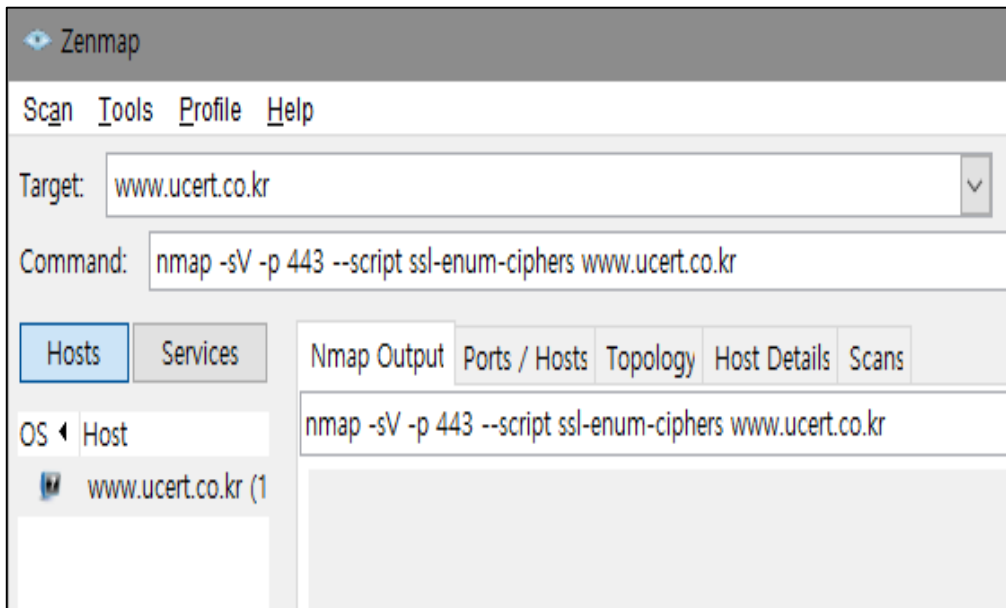 Zenmap
Scan Tools Profile Help
Target: www.ucert.co.kr
Command: nmap -sV -p 443 --script ssl-enum-ciphers www.ucert.co.kr
Hosts Services
Nmap Output Ports / Hosts Topology Host Details Scans
OS Host
nmap -sV -p 443 --script ssl-enum-ciphers www.ucert.co.kr
www.ucert.co.kr (1